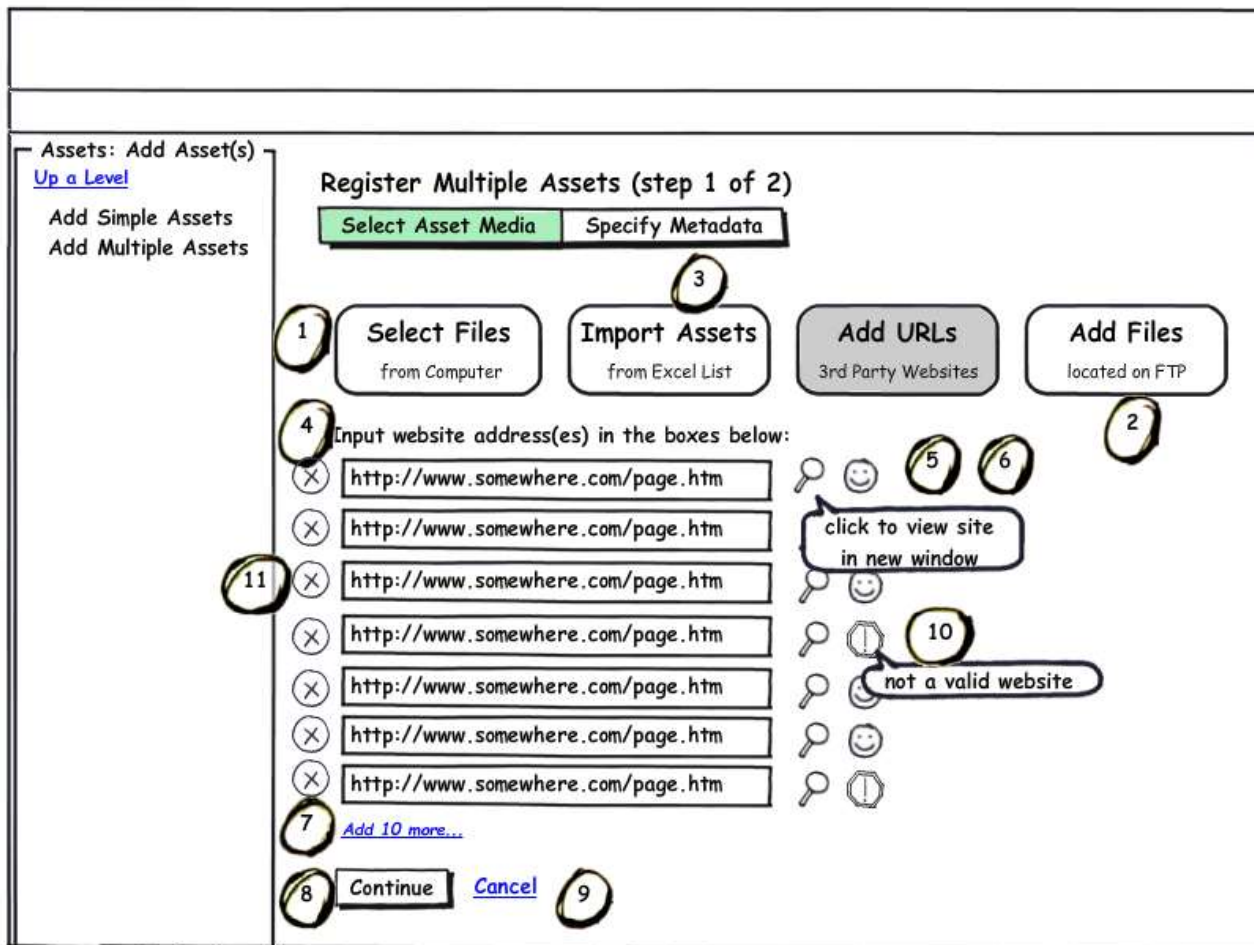 Assets: Add Asset(s)
Up a Level
Add Simple Assets
Add Multiple Assets
Register Multiple Assets (step 1 of 2)
Select Asset Media
Specify Metadata
3
1
Select Files
from Computer
Import Assets
from Excel List
Add URLs
3rd Party Websites
Add Files
located on FTP
2
4
Input website address(es) in the boxes below:
http://www.somewhere.com/page.htm
5
6
http://www.somewhere.com/page.htm
click to view site
in new window
11
http://www.somewhere.com/page.htm
http://www.somewhere.com/page.htm
10
not a valid website
http://www.somewhere.com/page.htm
http://www.somewhere.com/page.htm
http://www.somewhere.com/page.htm
7
Add 10 more...
8
Continue
Cancel
9